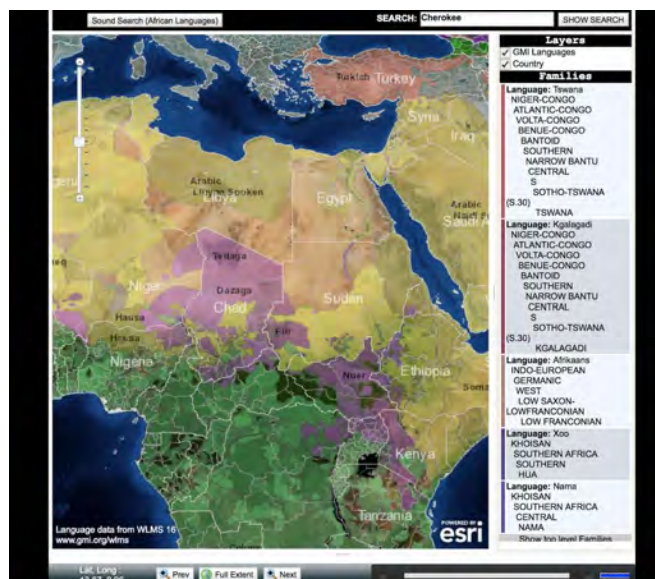 Sound Search (African Languages)
SEARCH: Cherokee
SHOW SEARCH
Turkish
Turkey
Syria
Iraq
Arabic
Libyan Spoken
Libya
Egypt
Arabic
Tedaga
Niger
Dazaga
Chad
Sudan
Hausa
Hausa
Fur
Nigeria
Nuer
Ethiopia
Kenya
Tanzania
Language data from WLMS 16
www.gmi.org/wlms
POWERED BY
esri
Layers
GMI Languages
Country
Families
Language: Tswana
NIGER-CONGO
ATLANTIC-CONGO
VOLTA-CONGO
BENUE-CONGO
BANTOID
SOUTHERN
NARROW BANTU
CENTRAL
S
SOTHO-TSWANA
(S.30)
TSWANA
Language: Kgalagadi
NIGER-CONGO
ATLANTIC-CONGO
VOLTA-CONGO
BENUE-CONGO
BANTOID
SOUTHERN
NARROW BANTU
CENTRAL
S
SOTHO-TSWANA
(S.30)
KGALAGADI
Language: Afrikaans
INDO-EUROPEAN
GERMANIC
WEST
LOW SAXON-
LOWFRANCONIAN
LOW FRANCONIAN
Language: Xoo
KHOISAN
SOUTHERN AFRICA
SOUTHERN
HUA
Language: Nama
KHOISAN
SOUTHERN AFRICA
CENTRAL
NAMA
Show top level Families
Lat, Long :
Prev
Full Extent
Next